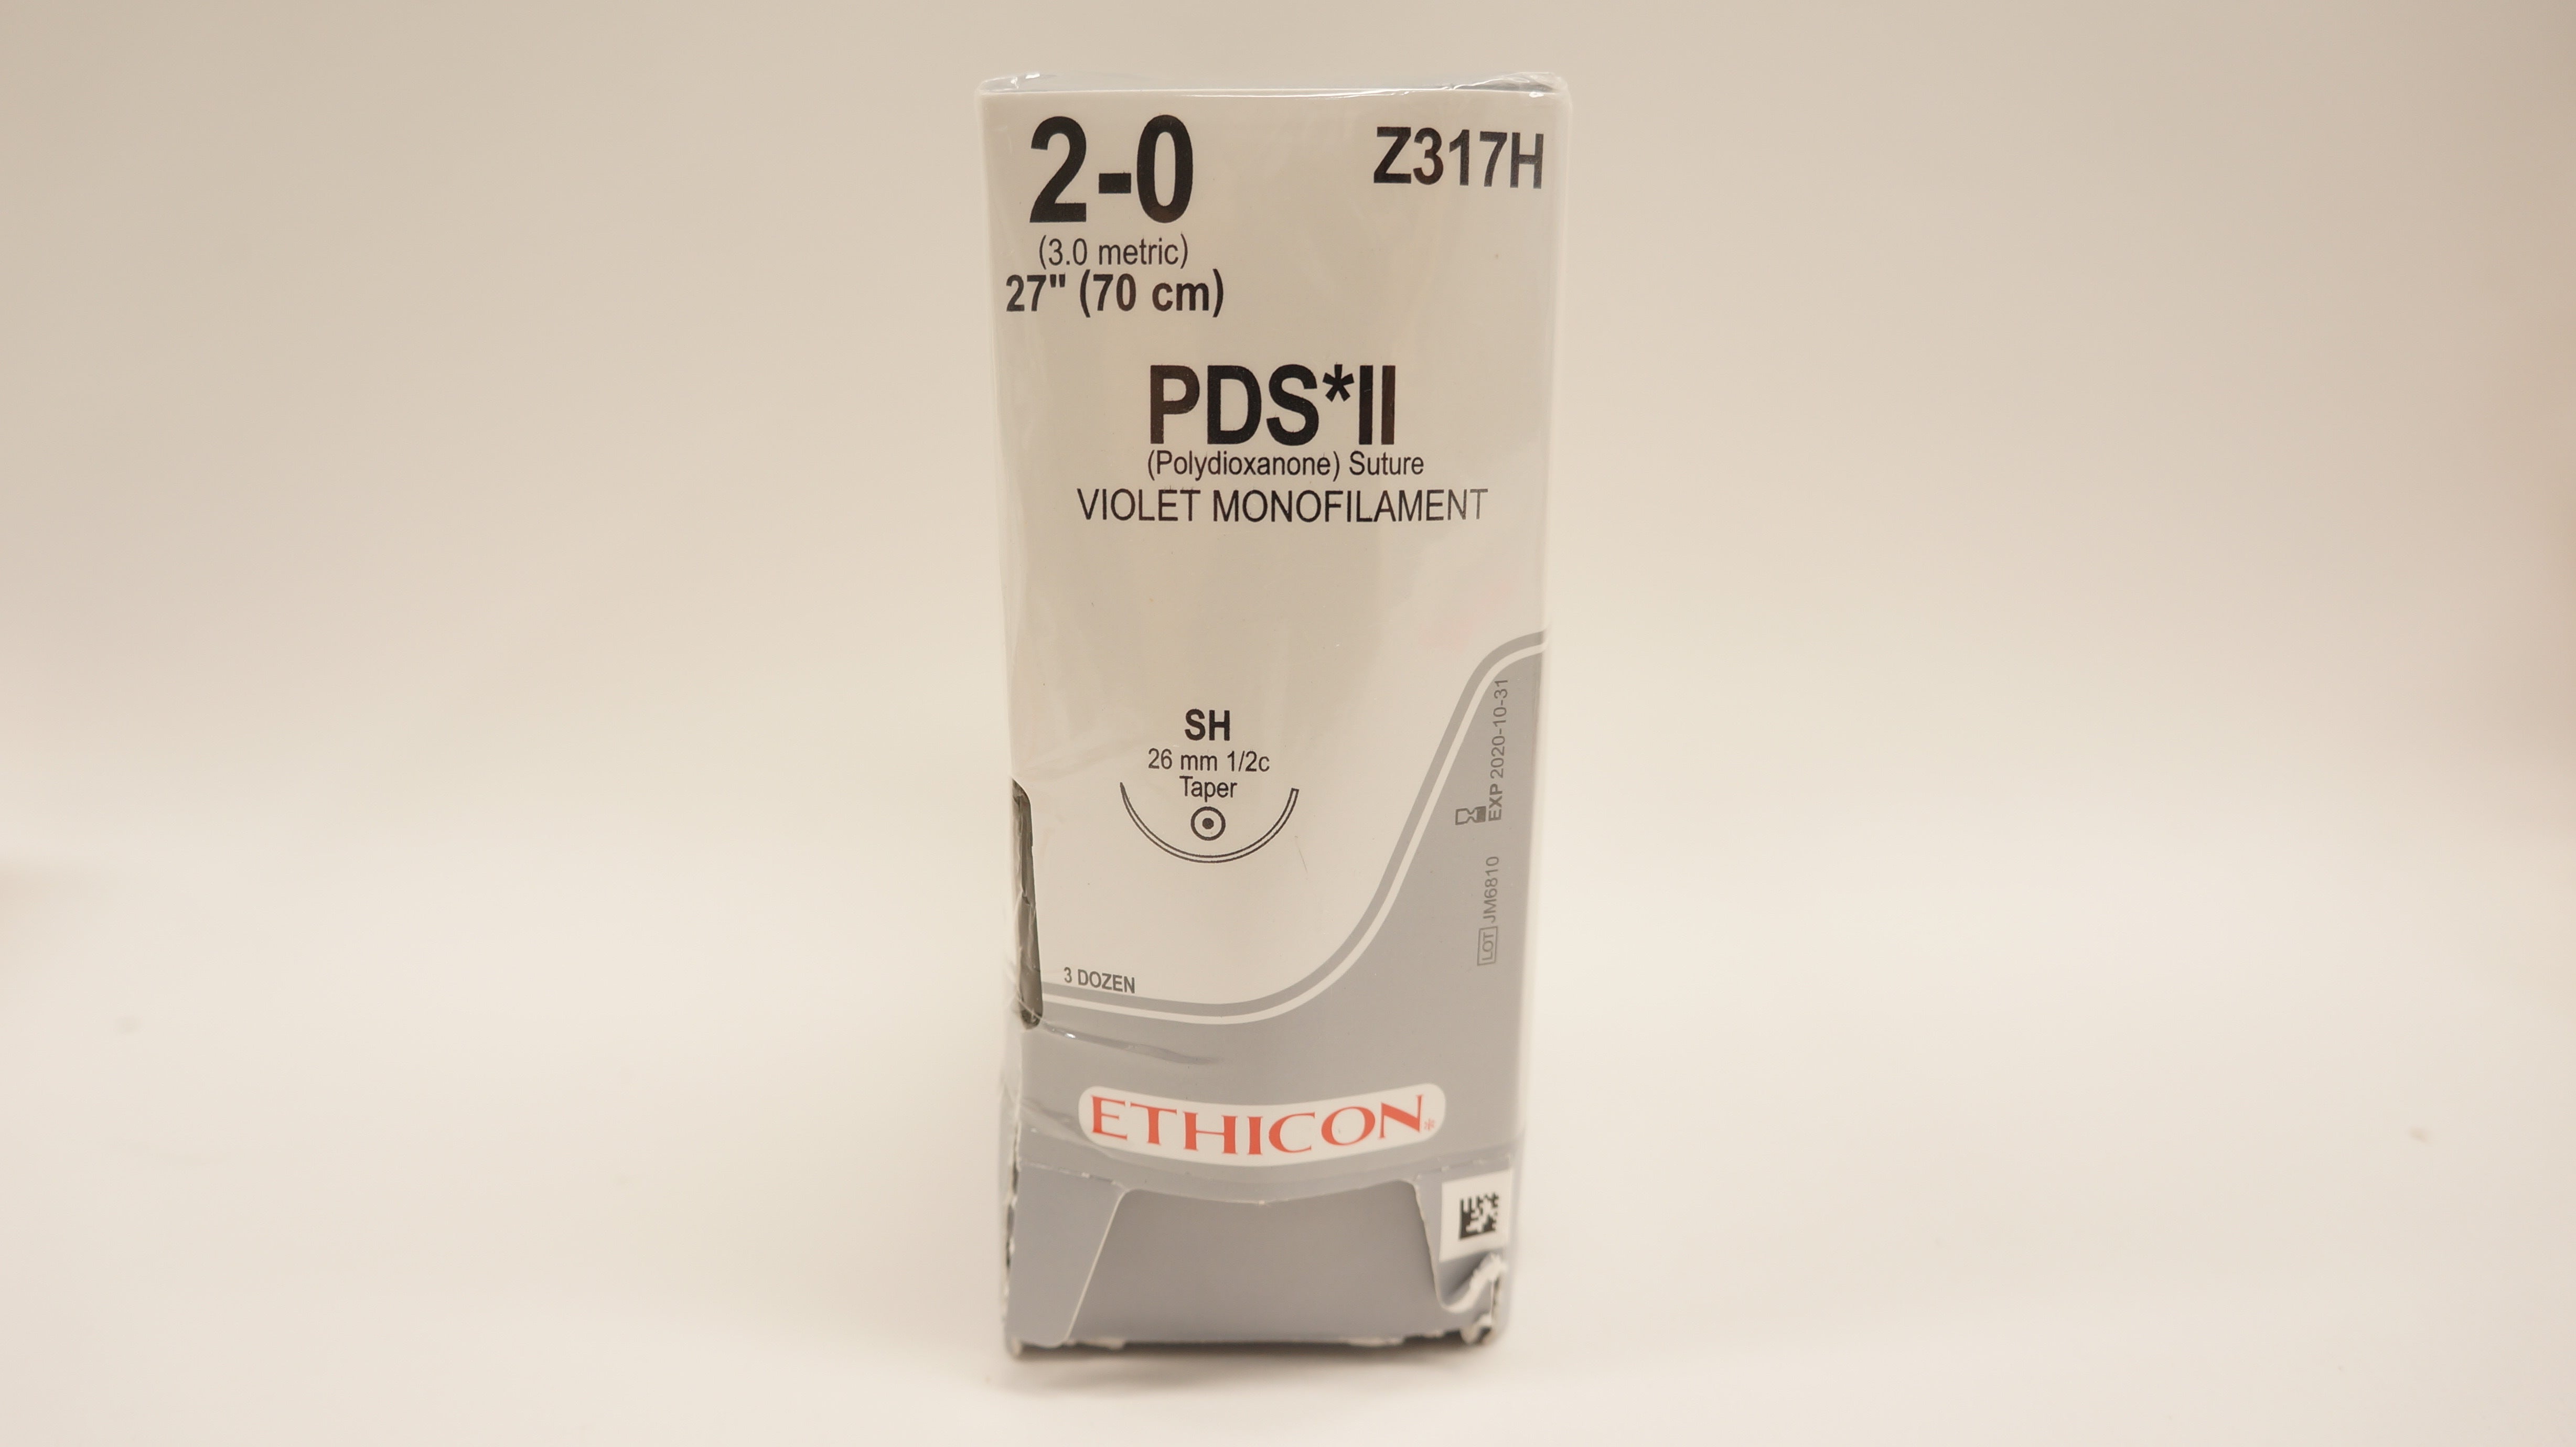 2-0
Z317H
(3.0 metric)
27" (70 cm)
PDS*II
(Polydioxanone) Suture
VIOLET MONOFILAMENT
SH
26 mm 1/2c
Taper
EXP 2020-10-31
LOT JM6810
3 DOZEN
ETHICON*